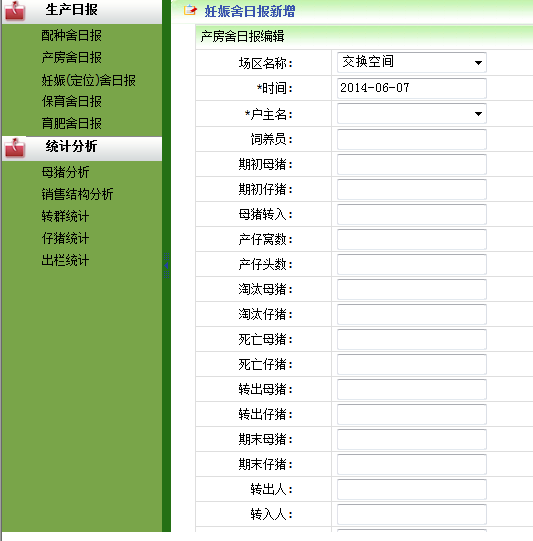 生产日报
配种舍日报
产房舍日报
妊娠(定位)舍日报
保育舍日报
育肥舍日报
统计分析
母猪分析
销售结构分析
转群统计
仔猪统计
出栏统计
妊娠舍日报新增
产房舍日报编辑
场区名称： 交换空间
*时间： 2014-06-07
*户主名：
饲养员：
期初母猪：
期初仔猪：
母猪转入：
产仔窝数：
产仔头数：
淘汰母猪：
淘汰仔猪：
死亡母猪：
死亡仔猪：
转出母猪：
转出仔猪：
期末母猪：
期末仔猪：
转出人：
转入人：